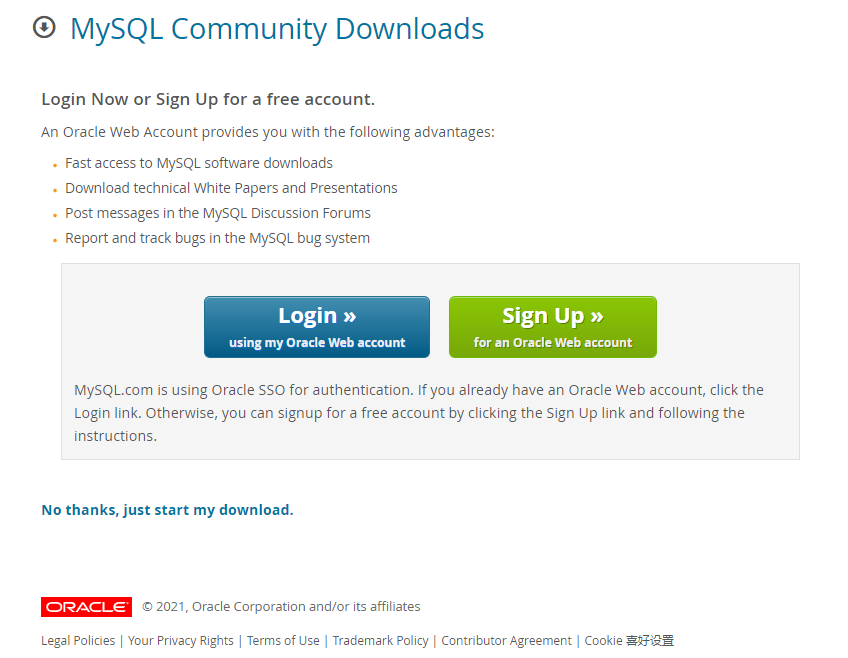 MySQL Community Downloads
Login Now or Sign Up for a free account.
An Oracle Web Account provides you with the following advantages:
Fast access to MySQL software downloads
Download technical White Papers and Presentations
Post messages in the MySQL Discussion Forums
Report and track bugs in the MySQL bug system
Login »
using my Oracle Web account
Sign Up »
for an Oracle Web account
MySQL.com is using Oracle SSO for authentication. If you already have an Oracle Web account, click the
Login link. Otherwise, you can signup for a free account by clicking the Sign Up link and following the
instructions.
No thanks, just start my download.
ORACLE © 2021, Oracle Corporation and/or its affiliates
Legal Policies | Your Privacy Rights | Terms of Use | Trademark Policy | Contributor Agreement | Cookie 喜好设置